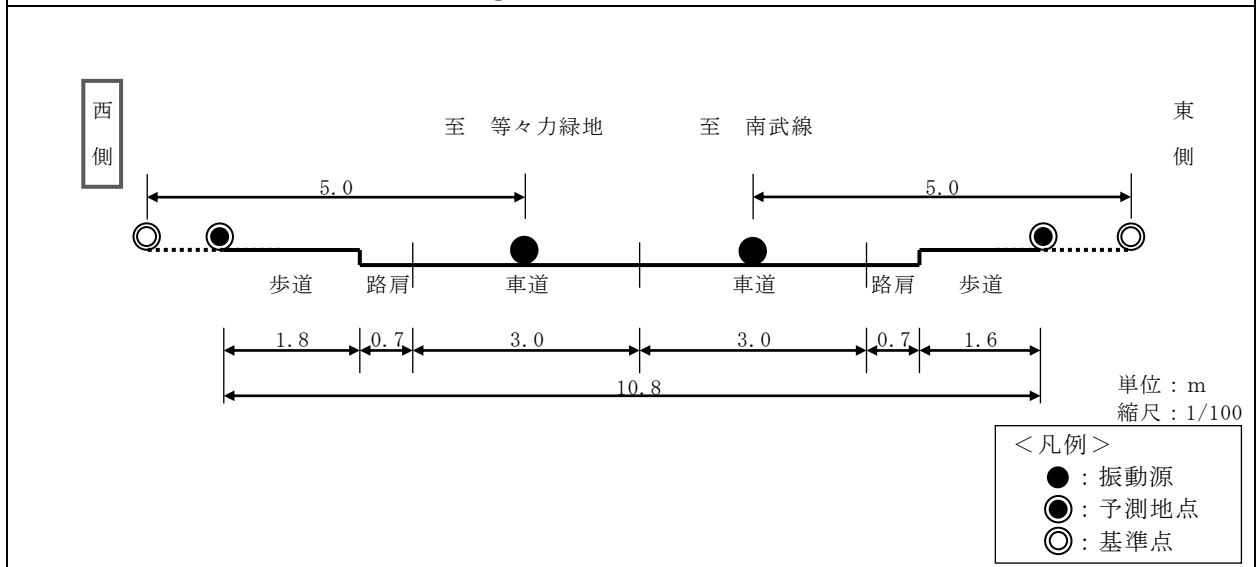 西側
至 等々力緑地
至 南武線
東側
5.0
5.0
歩道
路肩
車道
車道
路肩
歩道
1.8
0.7
3.0
3.0
0.7
1.6
10.8
単位：m
縮尺：1/100
＜凡例＞
：振動源
：予測地点
：基準点